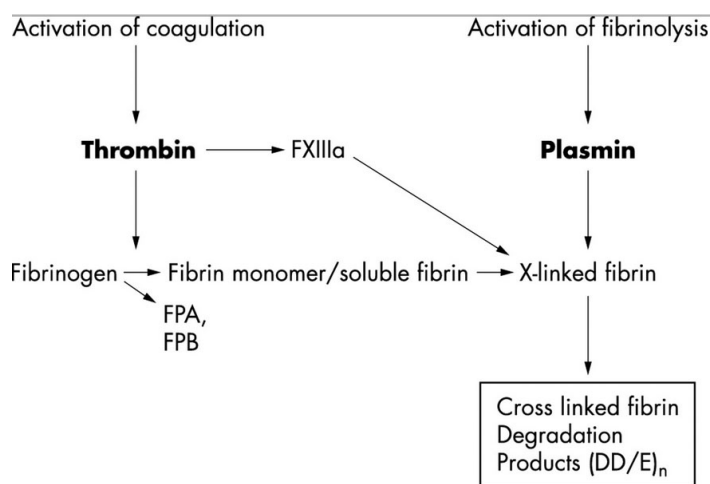 Activation of coagulation
Activation of fibrinolysis
Thrombin
FXIIIa
Plasmin
Fibrinogen
Fibrin monomer/soluble fibrin
X-linked fibrin
FPA,
FPB
Cross linked fibrin
Degradation
Products (DD/E)n